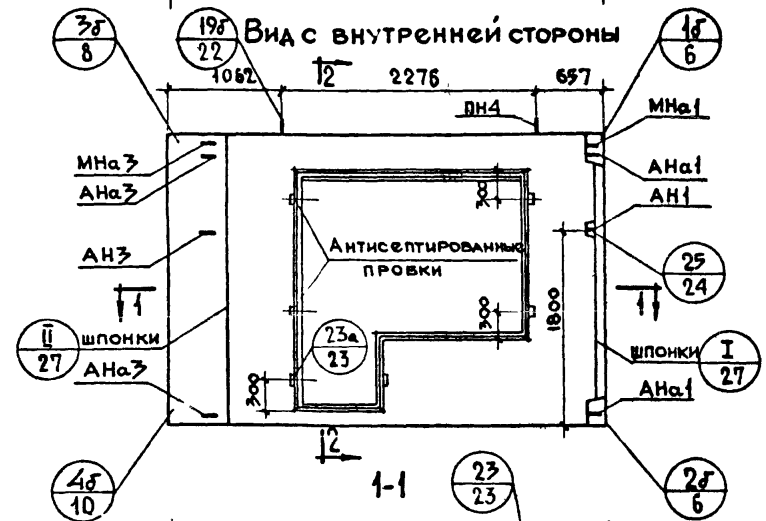 Вид с внутренней стороны
3б
8
19б
22
1б
6
1062
2
2276
657
ПН4
МНа1
МНа3
АНа3
АНа1
АН1
300
АН3
Антисептированные
пробки
25
24
1
1
II
27
шпонки
23а
23
300
1800
шпонки
I
27
АНа3
300
АНа1
2
4б
10
1-1
23
23
2б
6